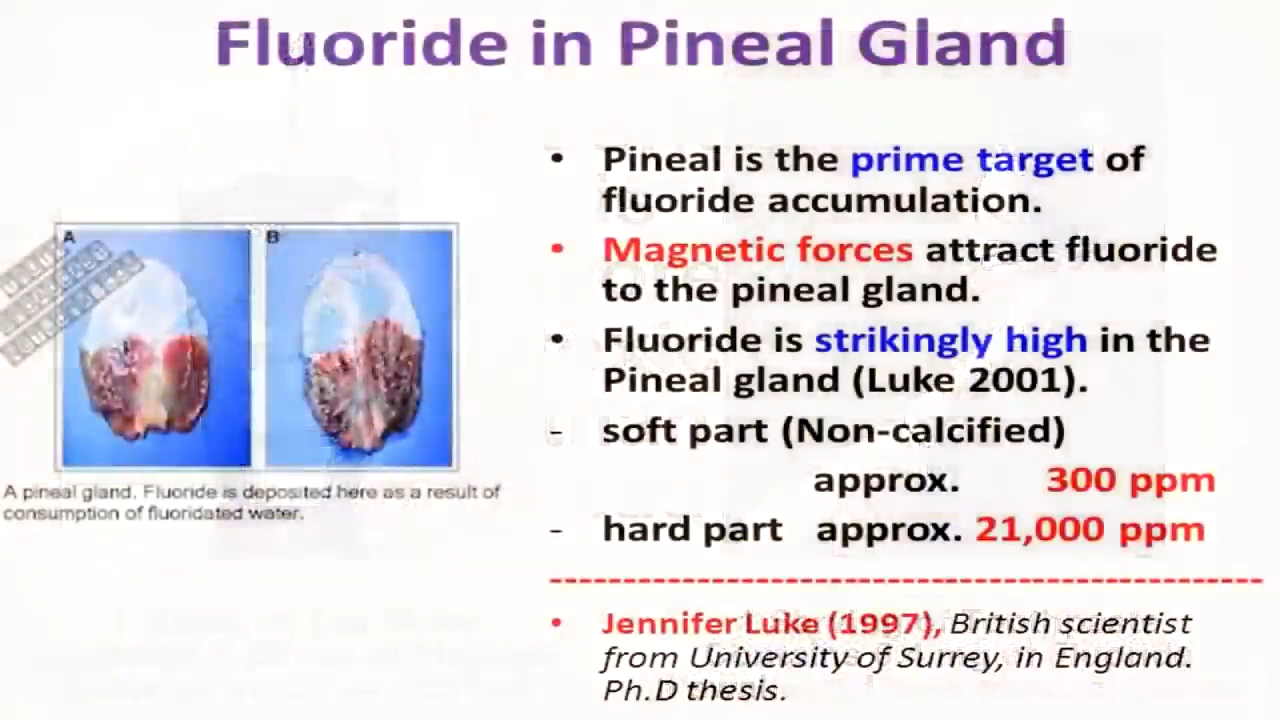 Fluoride in Pineal Gland
• Pineal is the prime target of
fluoride accumulation.
• Magnetic forces attract fluoride
to the pineal gland.
• Fluoride is strikingly high in the
Pineal gland (Luke 2001).
- soft part (Non-calcified)
approx. 300 ppm
- hard part approx. 21,000 ppm
• Jennifer Luke (1997), British scientist
from University of Surrey, in England.
Ph.D thesis.
A
B
A pineal gland. Fluoride is deposited here as a result of
consumption of fluoridated water.